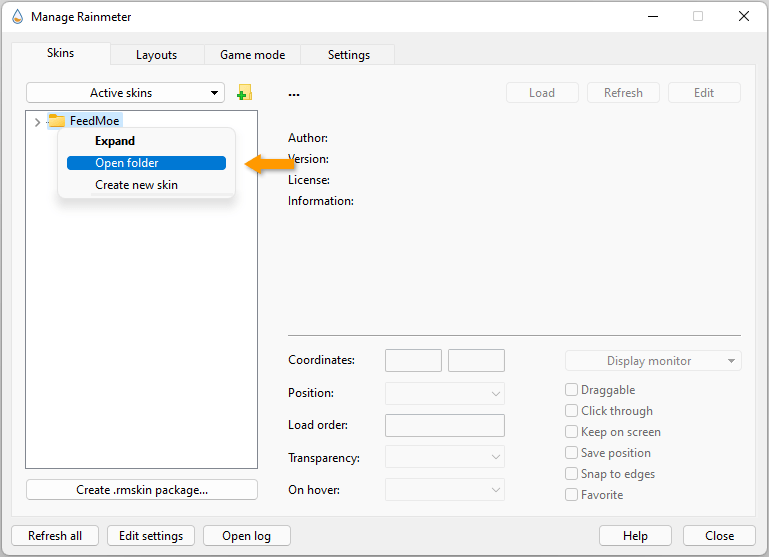 Manage Rainmeter
Skins
Layouts
Game mode
Settings
Active skins
...
Load
Refresh
Edit
FeedMoe
Expand
Open folder
Create new skin
Author:
Version:
License:
Information:
Coordinates:
Display monitor
Position:
Draggable
Click through
Load order:
Keep on screen
Transparency:
Save position
Snap to edges
On hover:
Favorite
Create .rmskin package...
Refresh all
Edit settings
Open log
Help
Close